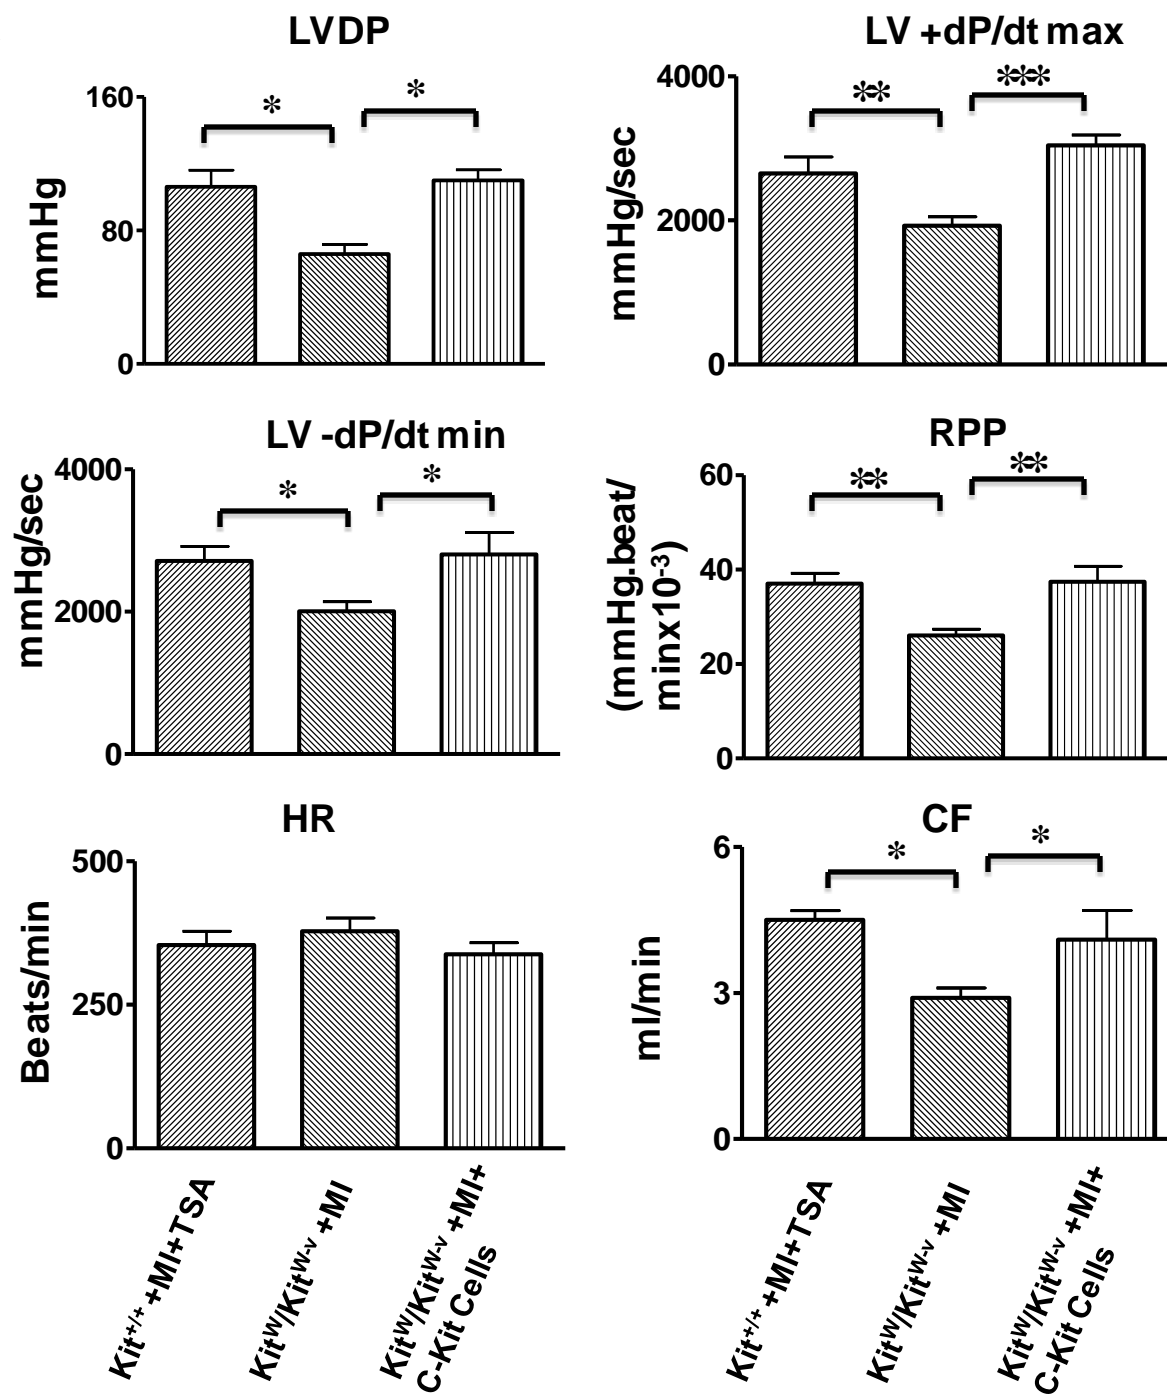 LVDP
160
80
0
mmHg
*
*
LV +dP/dt max
4000
2000
0
mmHg/sec
**
***
LV -dP/dt min
4000
2000
0
mmHg/sec
*
*
RPP
60
40
20
0
(mmHg.beat/
minx10⁻³)
**
**
HR
500
250
0
Beats/min
CF
6
3
0
ml/min
*
*
Kit⁺/⁺ +MI+TSA
Kitᵂ/Kitᵂ⁻ᵛ +MI
Kitᵂ/Kitᵂ⁻ᵛ +MI+
C-Kit Cells
Kit⁺/⁺ +MI+TSA
Kitᵂ/Kitᵂ⁻ᵛ +MI
Kitᵂ/Kitᵂ⁻ᵛ +MI+
C-Kit Cells